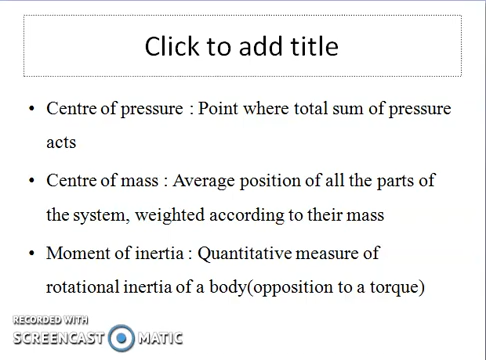 Click to add title
• Centre of pressure : Point where total sum of pressure
acts
• Centre of mass : Average position of all the parts of
the system, weighted according to their mass
• Moment of inertia : Quantitative measure of
rotational inertia of a body(opposition to a torque)
RECORDED WITH
SCREENCAST MATIC